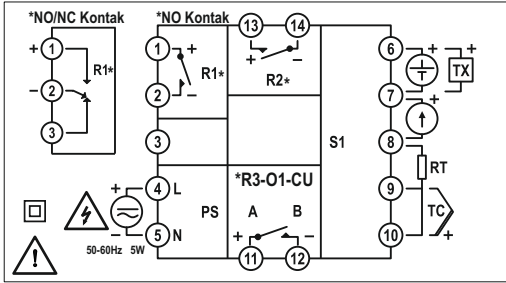 *NO/NC Kontak
+ 1
R1*
– 2
3
*NO Kontak
1 +
R1*
2 –
3
+ 4 L
– 5 N
50-60Hz 5W
PS
13 14
+ –
R2*
*R3-O1-CU
A B
+ –
11 12
S1
6 +
TX +
7
+
8
RT
9
TC
10 +